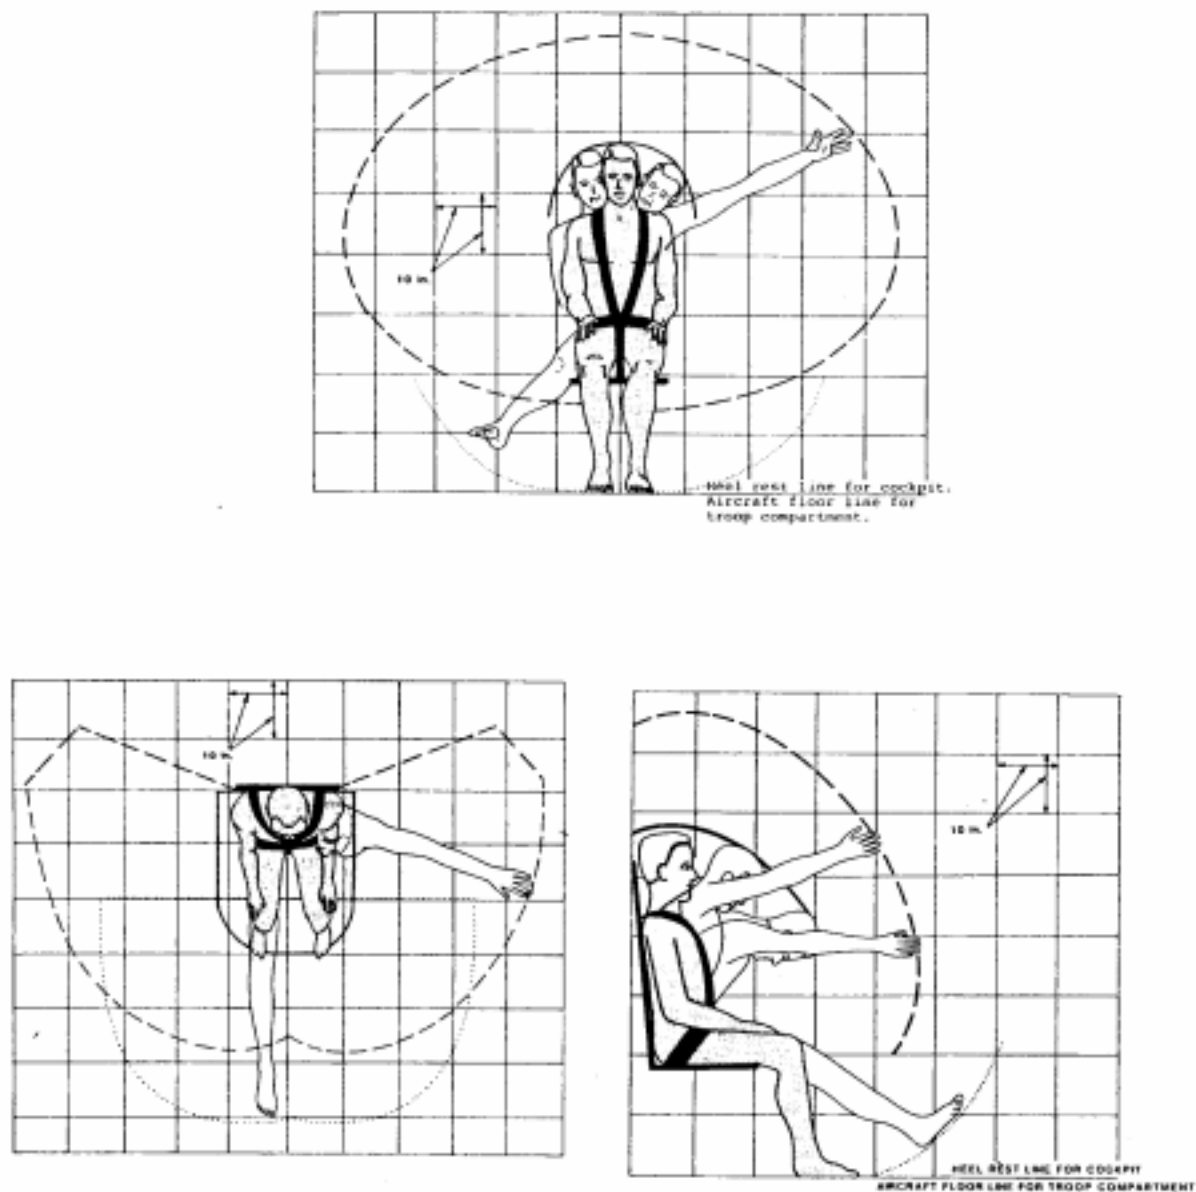 10 in.
Heel rest line for cockpit.
Aircraft floor line for
troop compartment.
10 in.
10 in.
HEEL REST LINE FOR COCKPIT
AIRCRAFT FLOOR LINE FOR TROOP COMPARTMENT